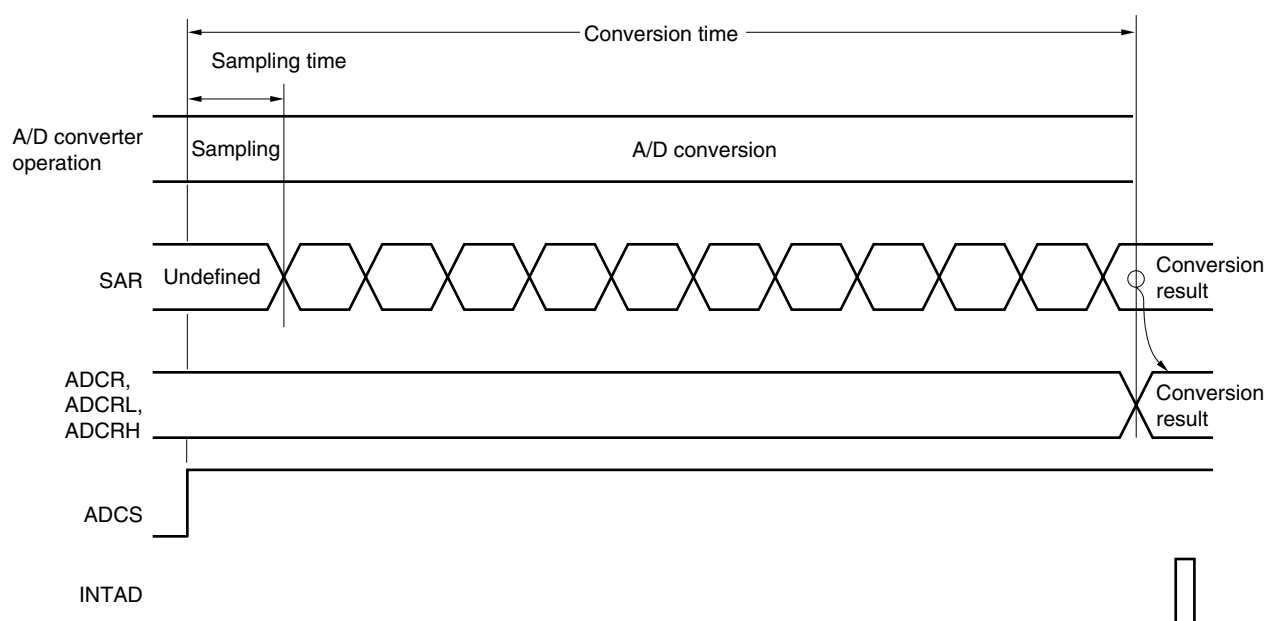 Conversion time
Sampling time
A/D converter
operation
Sampling
A/D conversion
SAR
Undefined
Conversion
result
ADCR,
ADCRL,
ADCRH
Conversion
result
ADCS
INTAD